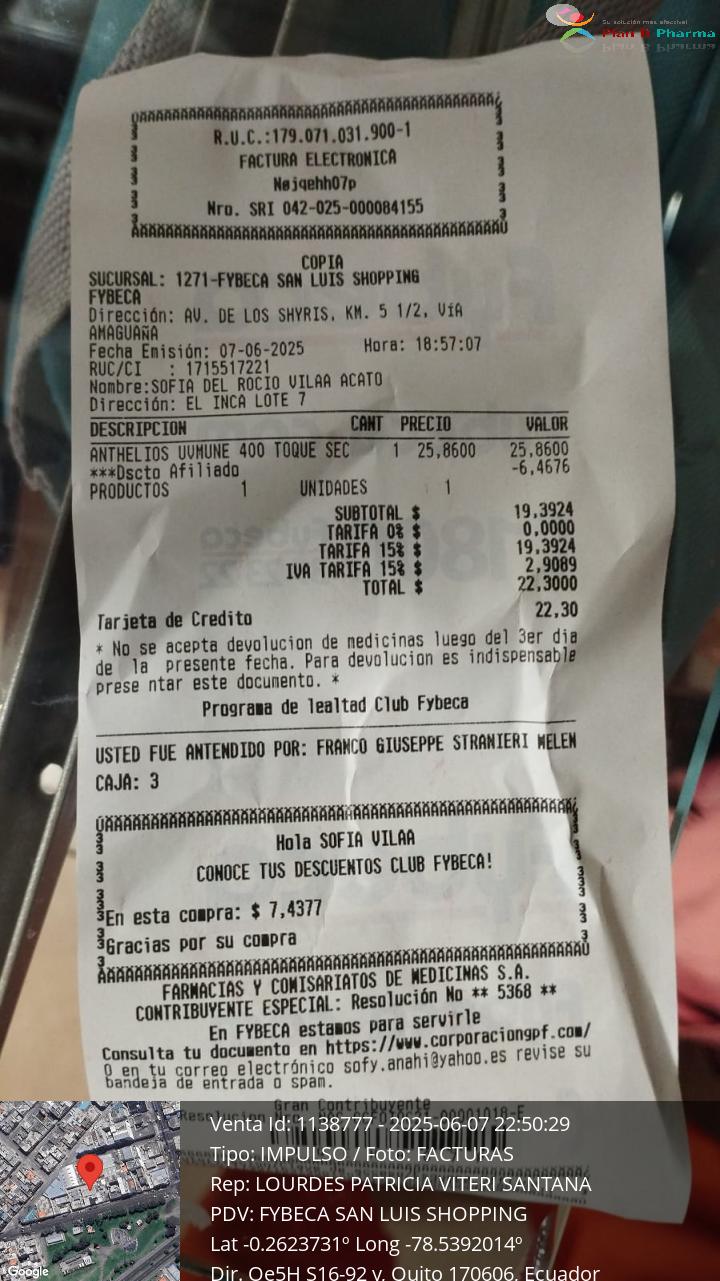 Su solución más efectiva!
Plan B Pharma
R.U.C.:179.071.031.900-1
FACTURA ELECTRONICA
Nøjqehh07p
Nro. SRI 042-025-000084155
COPIA
SUCURSAL: 1271-FYBECA SAN LUIS SHOPPING
FYBECA
Dirección: AV. DE LOS SHYRIS, KM. 5 1/2, VíA
AMAGUAñA
Fecha Emisión: 07-06-2025 Hora: 18:57:07
RUC/CI : 1715517221
Nombre:SOFIA DEL ROCIO VILAA ACATO
Dirección: EL INCA LOTE 7
DESCRIPCION CANT PRECIO VALOR
ANTHELIOS UVMUNE 400 TOQUE SEC 1 25,8600 25,8600
***Dscto Afiliado -6,4676
PRODUCTOS 1 UNIDADES 1
SUBTOTAL $ 19,3924
TARIFA 0% $ 0,0000
TARIFA 15% $ 19,3924
IVA TARIFA 15% $ 2,9089
TOTAL $ 22,3000
Tarjeta de Credito 22,30
* No se acepta devolucion de medicinas luego del 3er dia
de la presente fecha. Para devolucion es indispensable
prese ntar este documento. *
Programa de lealtad Club Fybeca
USTED FUE ANTENDIDO POR: FRANCO GIUSEPPE STRANIERI MELEN
CAJA: 3
Hola SOFIA VILAA
CONOCE TUS DESCUENTOS CLUB FYBECA!
En esta compra: $ 7,4377
Gracias por su compra
FARMACIAS Y COMISARIATOS DE MEDICINAS S.A.
CONTRIBUYENTE ESPECIAL: Resolución No ** 5368 **
En FYBECA estamos para servirle
Consulta tu documento en https://www.corporaciongpf.com/
O en tu correo electrónico sofy.anahi@yahoo.es revise su
bandeja de entrada o spam.
Gran Contribuyente
Venta Id: 1138777 - 2025-06-07 22:50:29
Tipo: IMPULSO / Foto: FACTURAS
Rep: LOURDES PATRICIA VITERI SANTANA
PDV: FYBECA SAN LUIS SHOPPING
Lat -0.2623731º Long -78.5392014º
Dir. Oe5H S16-92 y, Quito 170606, Ecuador
Google